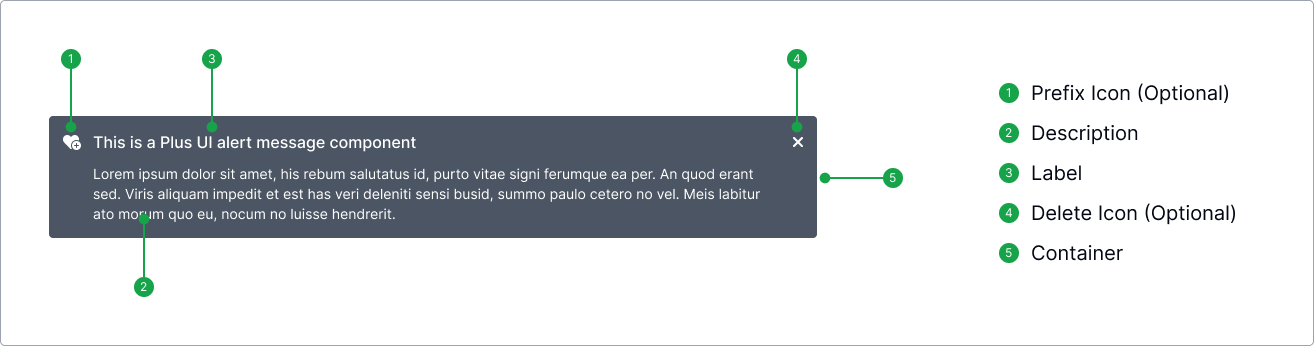 1
3
4
This is a Plus UI alert message component
Lorem ipsum dolor sit amet, his rebum salutatus id, purto vitae signi ferumque ea per. An quod erant
sed. Viris aliquam impedit et est has veri deleniti sensi busid, summo paulo cetero no vel. Meis labitur
ato morum quo eu, nocum no luisse hendrerit.
5
2
1 Prefix Icon (Optional)
2 Description
3 Label
4 Delete Icon (Optional)
5 Container